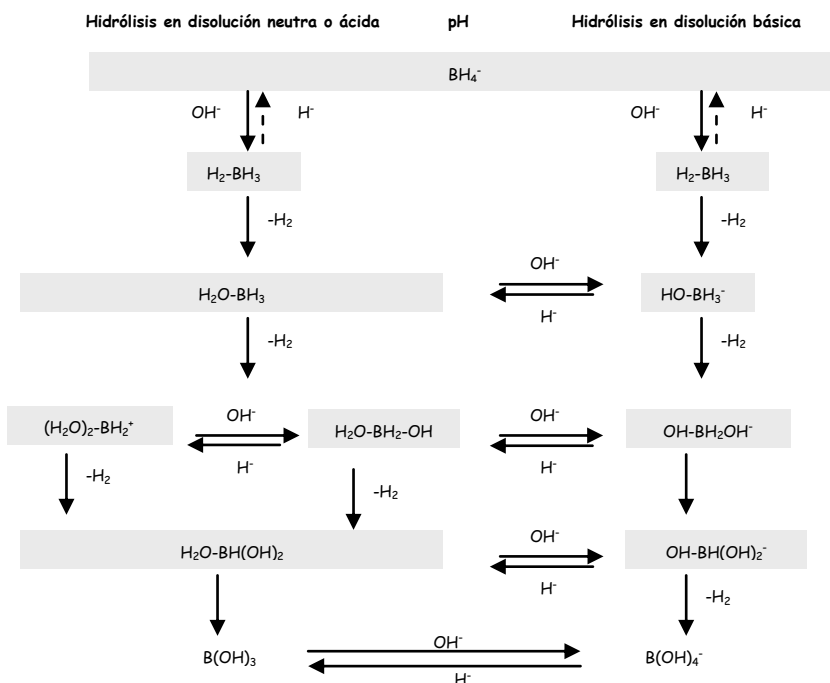 Hidrólisis en disolución neutra o ácida pH Hidrólisis en disolución básica
BH₄⁻
OH⁻ H⁻ OH⁻ H⁻
H₂-BH₃ H₂-BH₃
-H₂ -H₂
OH⁻
H₂O-BH₃ HO-BH₃⁻
H⁻
-H₂ -H₂
(H₂O)₂-BH₂⁺ OH⁻ H₂O-BH₂-OH OH⁻ OH-BH₂OH⁻
H⁻ H⁻
-H₂ -H₂
OH⁻
H₂O-BH(OH)₂ OH-BH(OH)₂⁻
H⁻
-H₂
OH⁻
B(OH)₃ B(OH)₄⁻
H⁻